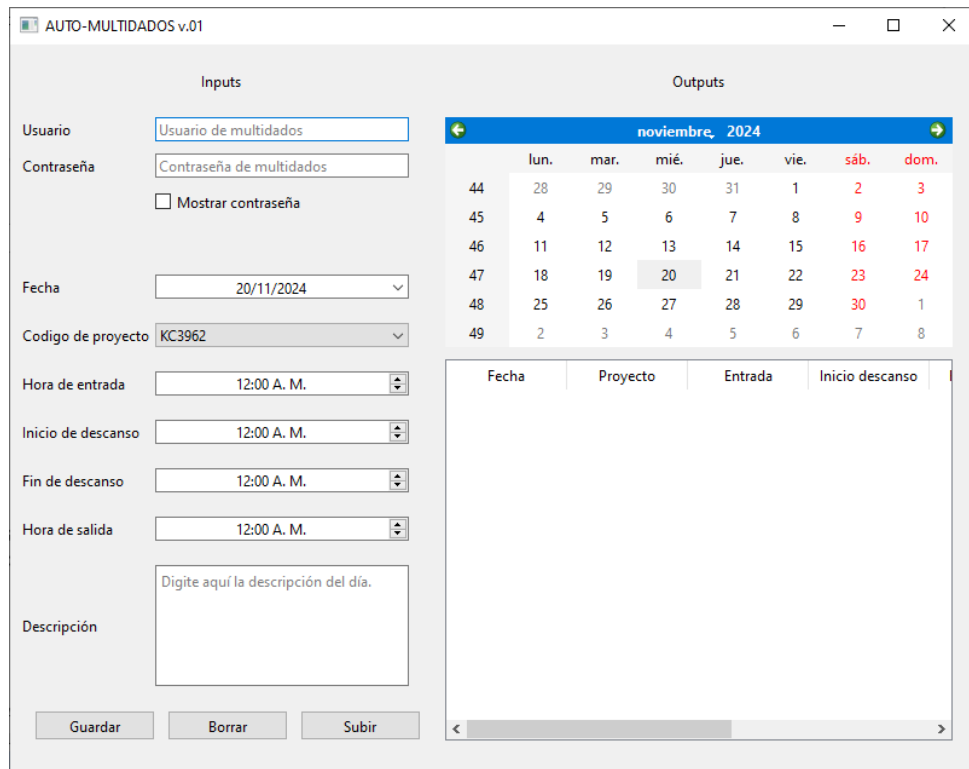 AUTO-MULTIDADOS v.01
Inputs
Usuario Usuario de multidados
Contraseña Contraseña de multidados
Mostrar contraseña
Fecha 20/11/2024
Codigo de proyecto KC3962
Hora de entrada 12:00 A. M.
Inicio de descanso 12:00 A. M.
Fin de descanso 12:00 A. M.
Hora de salida 12:00 A. M.
Descripción Digite aquí la descripción del día.
Guardar Borrar Subir
Outputs
noviembre, 2024
lun. mar. mié. jue. vie. sáb. dom.
44 28 29 30 31 1 2 3
45 4 5 6 7 8 9 10
46 11 12 13 14 15 16 17
47 18 19 20 21 22 23 24
48 25 26 27 28 29 30 1
49 2 3 4 5 6 7 8
Fecha Proyecto Entrada Inicio descanso